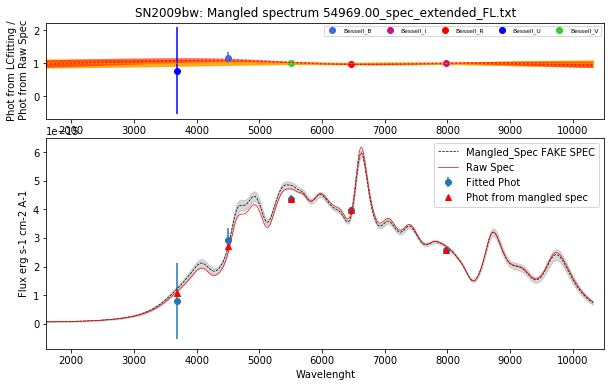 SN2009bw: Mangled spectrum 54969.00_spec_extended_FL.txt
Phot from LCfitting /
Phot from Raw Spec
2
1
0
Bessell_B
Bessell_I
Bessell_R
Bessell_U
Bessell_V
2000
3000
4000
5000
6000
7000
8000
9000
10000
1e−15
Flux erg s-1 cm-2 A-1
6
5
4
3
2
1
0
Mangled_Spec FAKE SPEC
Raw Spec
Fitted Phot
Phot from mangled spec
2000
3000
4000
5000
6000
7000
8000
9000
10000
Wavelenght